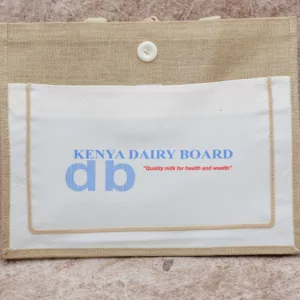 KENYA DAIRY BOARD
db
"Quality milk for health and wealth"